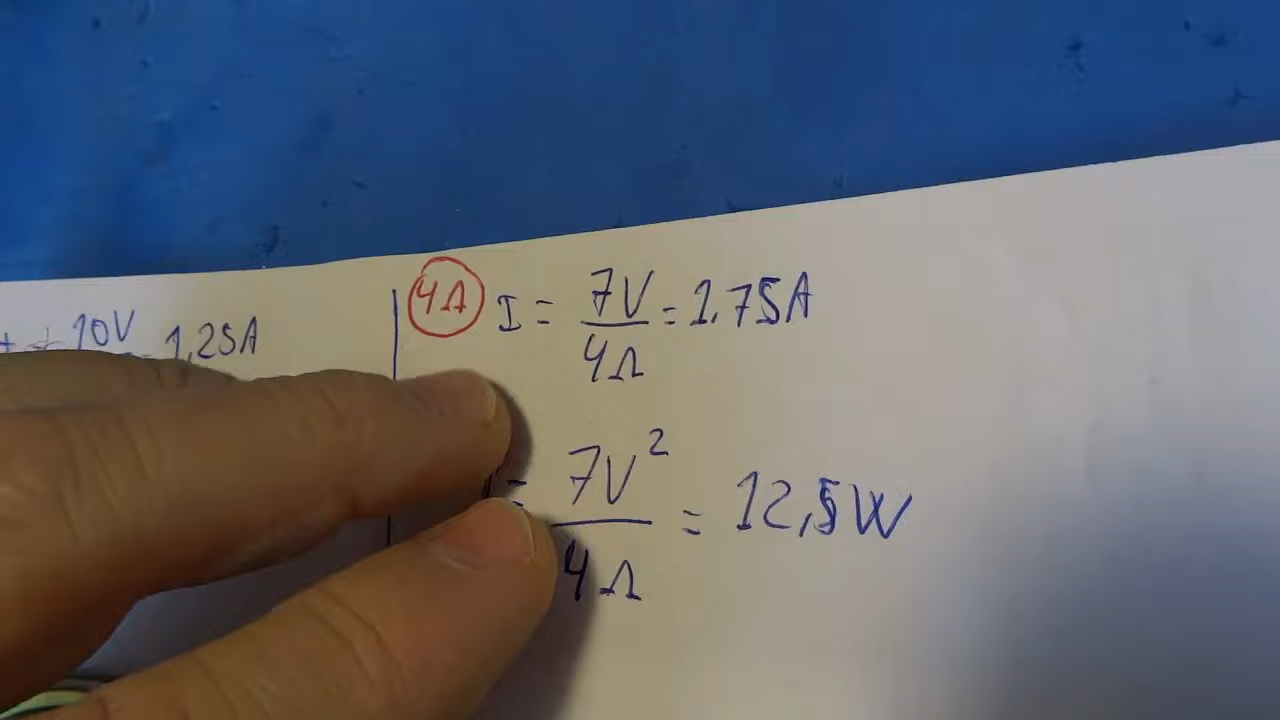 10V
1,25A
4Ω I = 7V = 1.75A
4Ω
= 7V² = 12,5W
4Ω